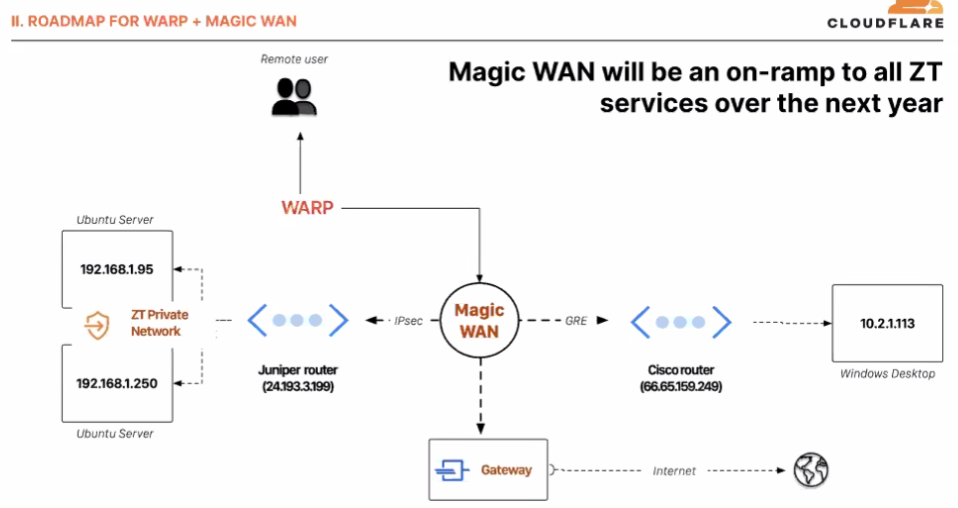 II. ROADMAP FOR WARP + MAGIC WAN
CLOUDFLARE
Magic WAN will be an on-ramp to all ZT
services over the next year
Remote user
WARP
Ubuntu Server
192.168.1.95
ZT Private
Network
192.168.1.250
Ubuntu Server
Juniper router
(24.193.3.199)
IPsec
Magic
WAN
GRE
Cisco router
(66.65.159.249)
10.2.1.113
Windows Desktop
Gateway
Internet